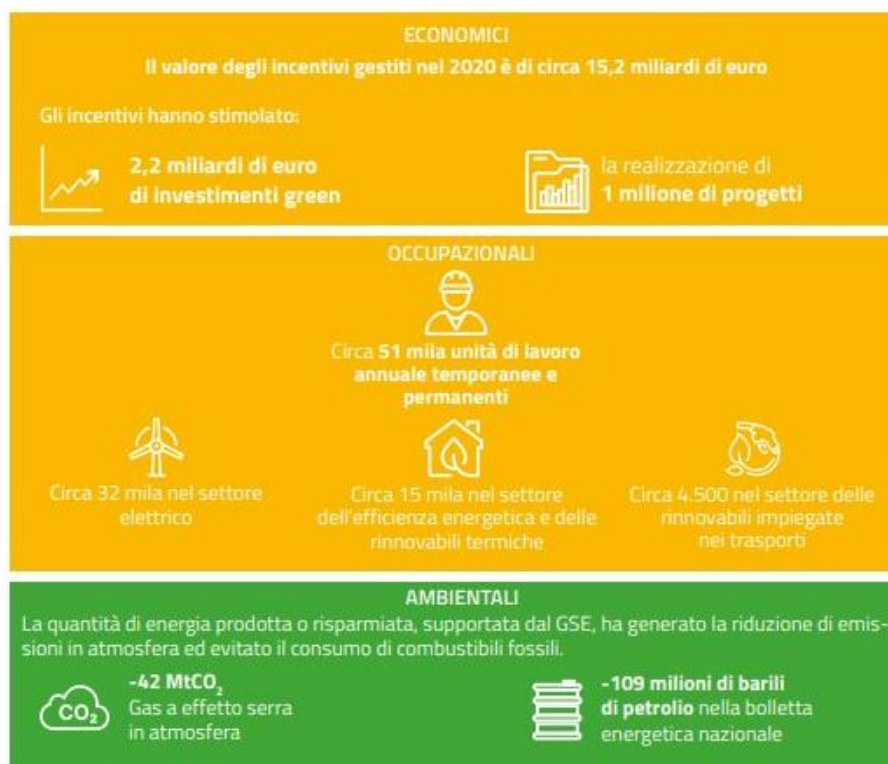 ECONOMICI
Il valore degli incentivi gestiti nel 2020 è di circa 15,2 miliardi di euro
Gli incentivi hanno stimolato:
2,2 miliardi di euro
di investimenti green
la realizzazione di
1 milione di progetti
OCCUPAZIONALI
Circa 51 mila unità di lavoro
annuale temporanee e
permanenti
Circa 32 mila nel settore
elettrico
Circa 15 mila nel settore
dell'efficienza energetica e delle
rinnovabili termiche
Circa 4.500 nel settore delle
rinnovabili impiegate
nei trasporti
AMBIENTALI
La quantità di energia prodotta o risparmiata, supportata dal GSE, ha generato la riduzione di emis-
sioni in atmosfera ed evitato il consumo di combustibili fossili.
CO₂
-42 MtCO₂
Gas a effetto serra
in atmosfera
-109 milioni di barili
di petrolio nella bolletta
energetica nazionale